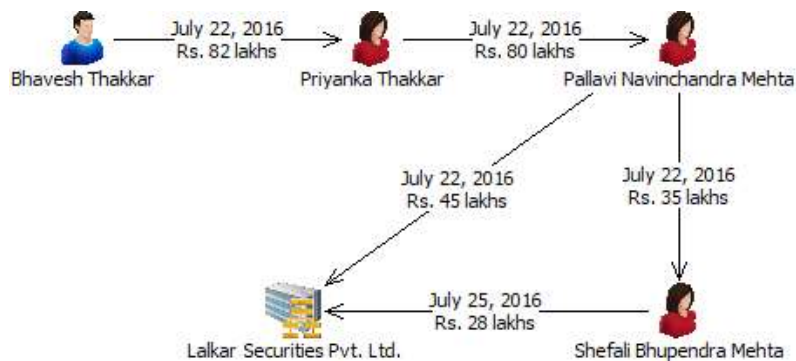 July 22, 2016
Rs. 82 lakhs
July 22, 2016
Rs. 80 lakhs
Bhavesh Thakkar
Priyanka Thakkar
Pallavi Navinchandra Mehta
July 22, 2016
Rs. 45 lakhs
July 22, 2016
Rs. 35 lakhs
July 25, 2016
Rs. 28 lakhs
Lalkar Securities Pvt. Ltd.
Shefali Bhupendra Mehta